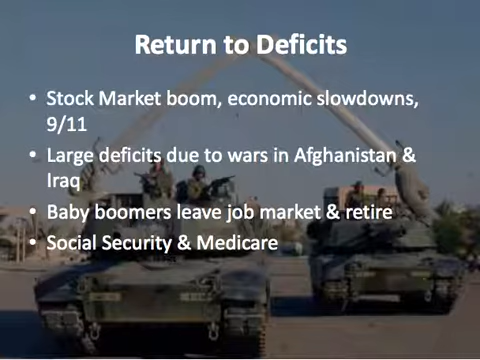 Return to Deficits
• Stock Market boom, economic slowdowns,
9/11
• Large deficits due to wars in Afghanistan &
Iraq
• Baby boomers leave job market & retire
• Social Security & Medicare